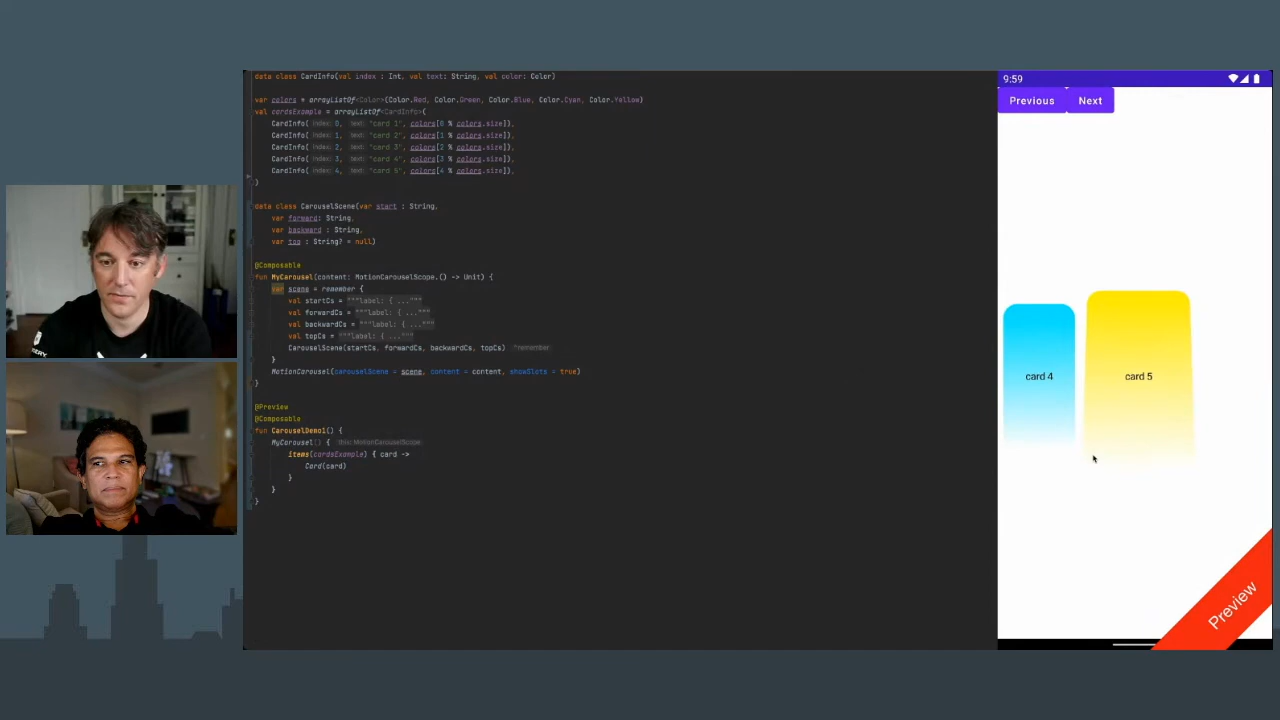 data class CardInfo(val index : Int, val text: String, val color: Color)
var colors = arrayListOf<Color>(Color.Red, Color.Green, Color.Blue, Color.Cyan, Color.Yellow)
val cardsExample = arrayListOf<CardInfo>(
CardInfo( index: 0, text: "card 1", colors[0 % colors.size]),
CardInfo( index: 1, text: "card 2", colors[1 % colors.size]),
CardInfo( index: 2, text: "card 3", colors[2 % colors.size]),
CardInfo( index: 3, text: "card 4", colors[3 % colors.size]),
CardInfo( index: 4, text: "card 5", colors[4 % colors.size]),
)
data class CarouselScene(var start : String,
var forward: String,
var backward : String,
var top : String? = null)
@Composable
fun MyCarousel(content: MotionCarouselScope.() -> Unit) {
var scene = remember {
val startCs = """label: { ..."""
val forwardCs = """label: { ..."""
val backwardCs = """label: { ..."""
val topCs = """label: { ..."""
CarouselScene(startCs, forwardCs, backwardCs, topCs) ^remember
}
MotionCarousel(carouselScene = scene, content = content, showSlots = true)
}
@Preview
@Composable
fun CarouselDemo1() {
MyCarousel() { this: MotionCarouselScope
items(cardsExample) { card ->
Card(card)
}
}
}
9:59
Previous Next
card 4
card 5
Preview